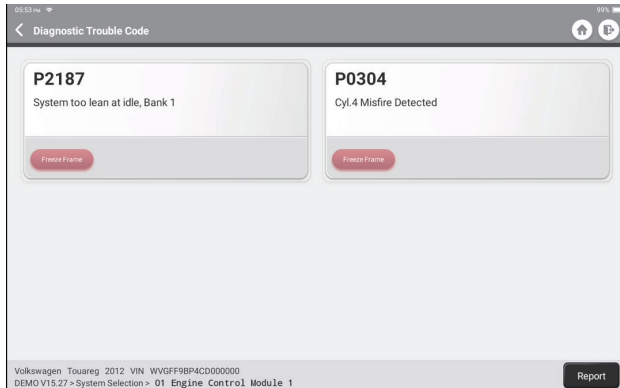 05:53 PM
99%
Diagnostic Trouble Code
P2187
P0304
System too lean at idle, Bank 1
Cyl.4 Misfire Detected
Freeze Frame
Freeze Frame
Volkswagen Touareg 2012 VIN WVGFF9BP4CD000000
DEMO V15.27 > System Selection > 01 Engine Control Module 1
Report